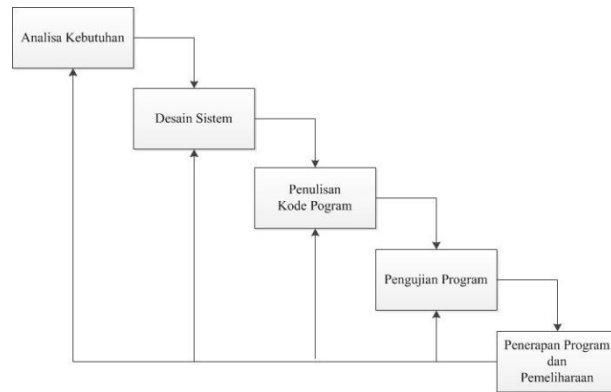 Analisa Kebutuhan
Desain Sistem
Penulisan
Kode Pogram
Pengujian Program
Penerapan Program
dan
Pemeliharaan